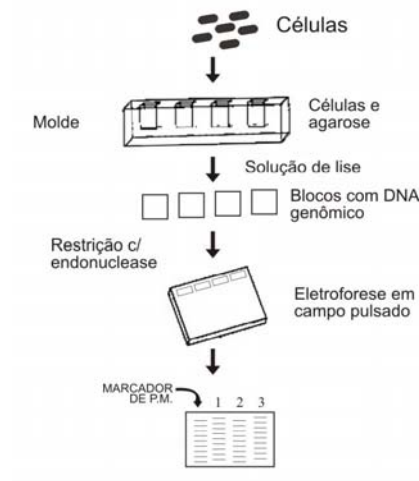 Células
Molde
Células e
agarose
Solução de lise
Blocos com DNA
genômico
Restrição c/
endonuclease
Eletroforese em
campo pulsado
MARCADOR
DE P.M.
1 2 3